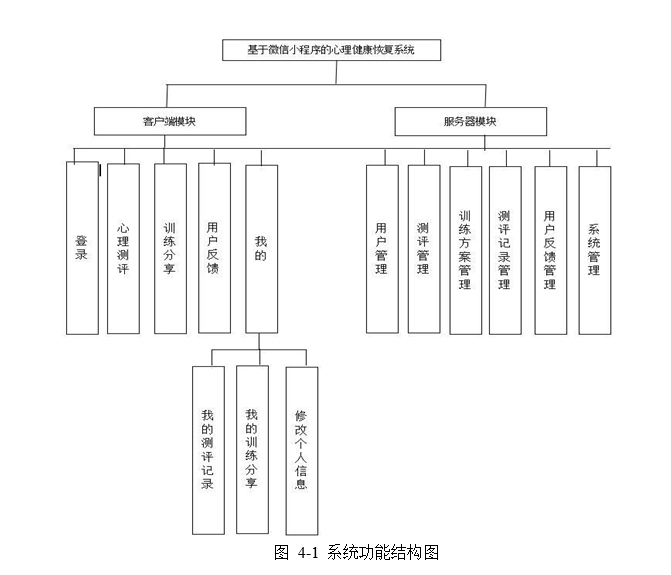 基于微信小程序的心理健康恢复系统
客户端模块
服务器模块
登录
心理测评
训练分享
用户反馈
我的
用户管理
测评管理
训练方案管理
测评记录管理
用户反馈管理
系统管理
我的测评记录
我的训练分享
修改个人信息
图 4-1 系统功能结构图